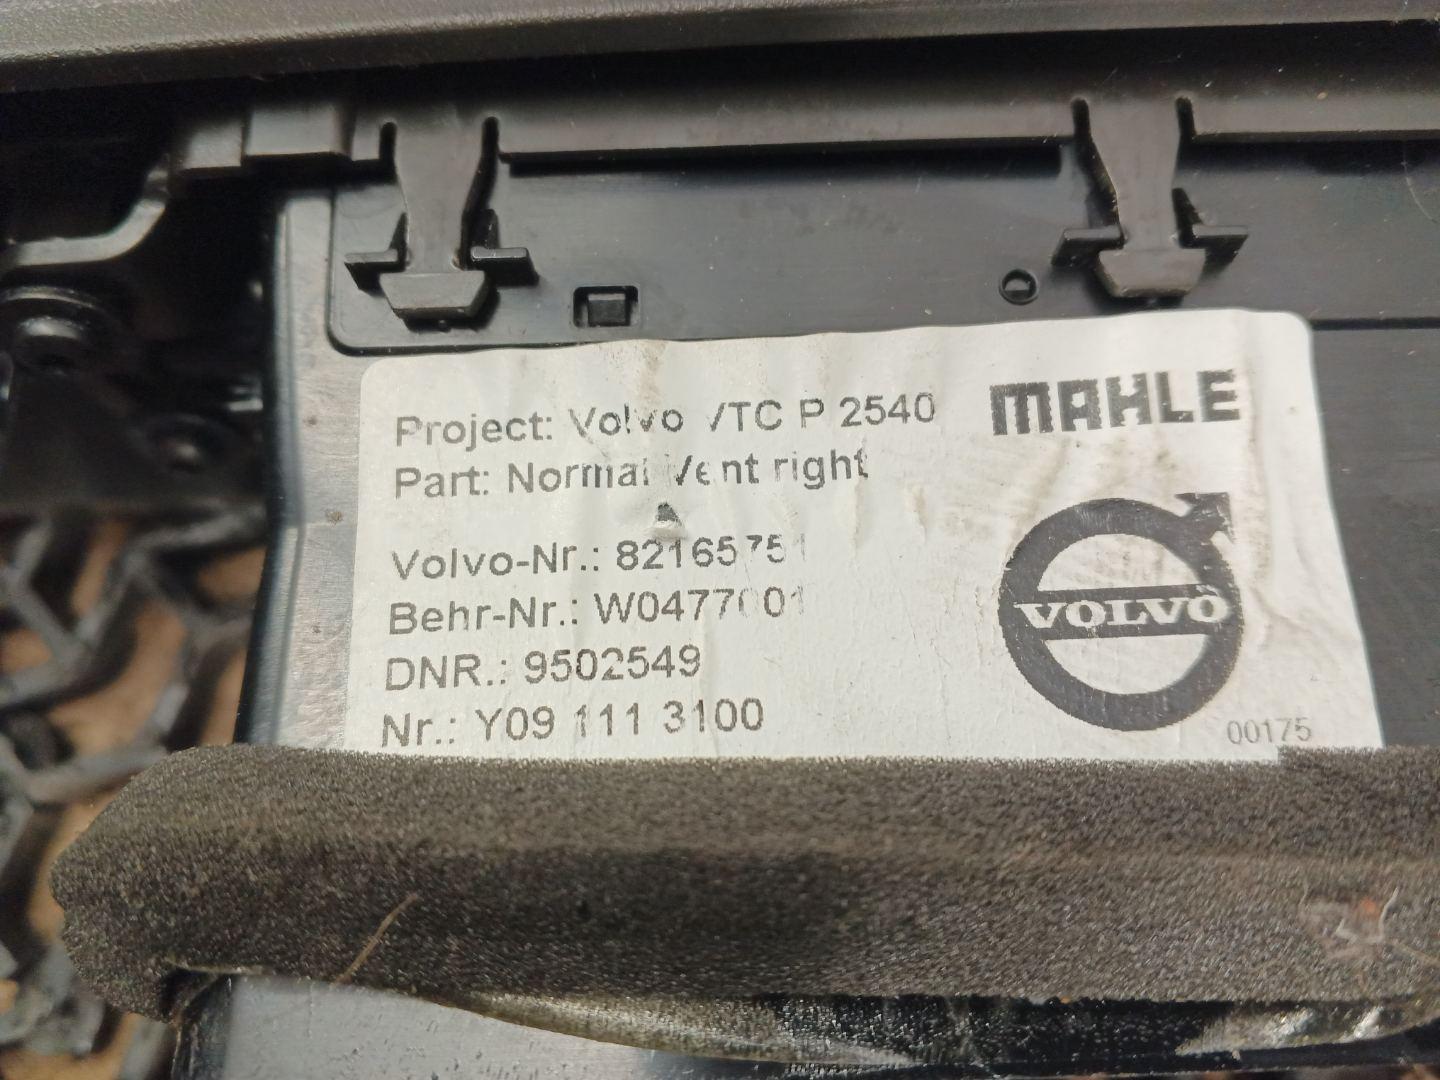 Project: Volvo VTC P 2540
MAHLE
Part: Normal Vent right
Volvo-Nr.: 82165751
Behr-Nr.: W0477001
DNR.: 9502549
Nr.: Y09 111 3100
VOLVO
00175